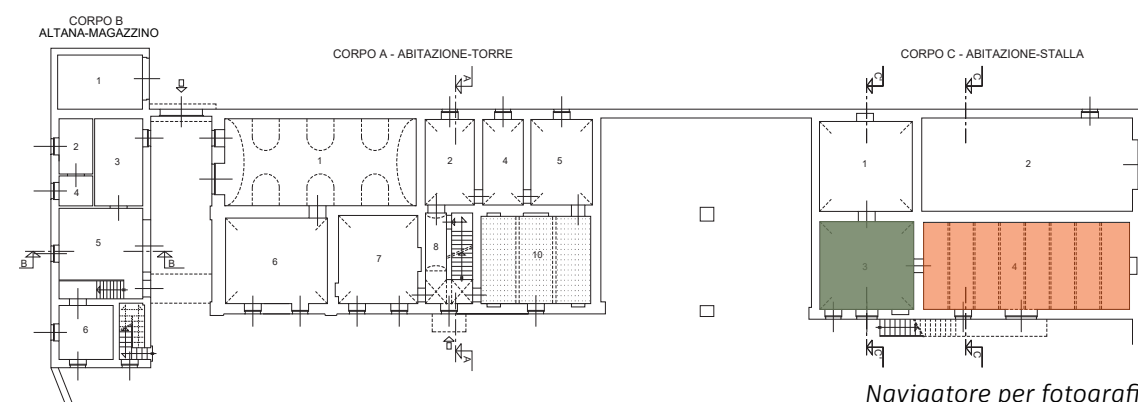 CORPO B
ALTANA-MAGAZZINO
CORPO A - ABITAZIONE-TORRE
CORPO C - ABITAZIONE-STALLA
A
C'
C
1
2
3
4
5
6
B
B
1
2
4
5
6
7
8
10
A
1
2
3
4
C'
C
Navigatore per fotografi